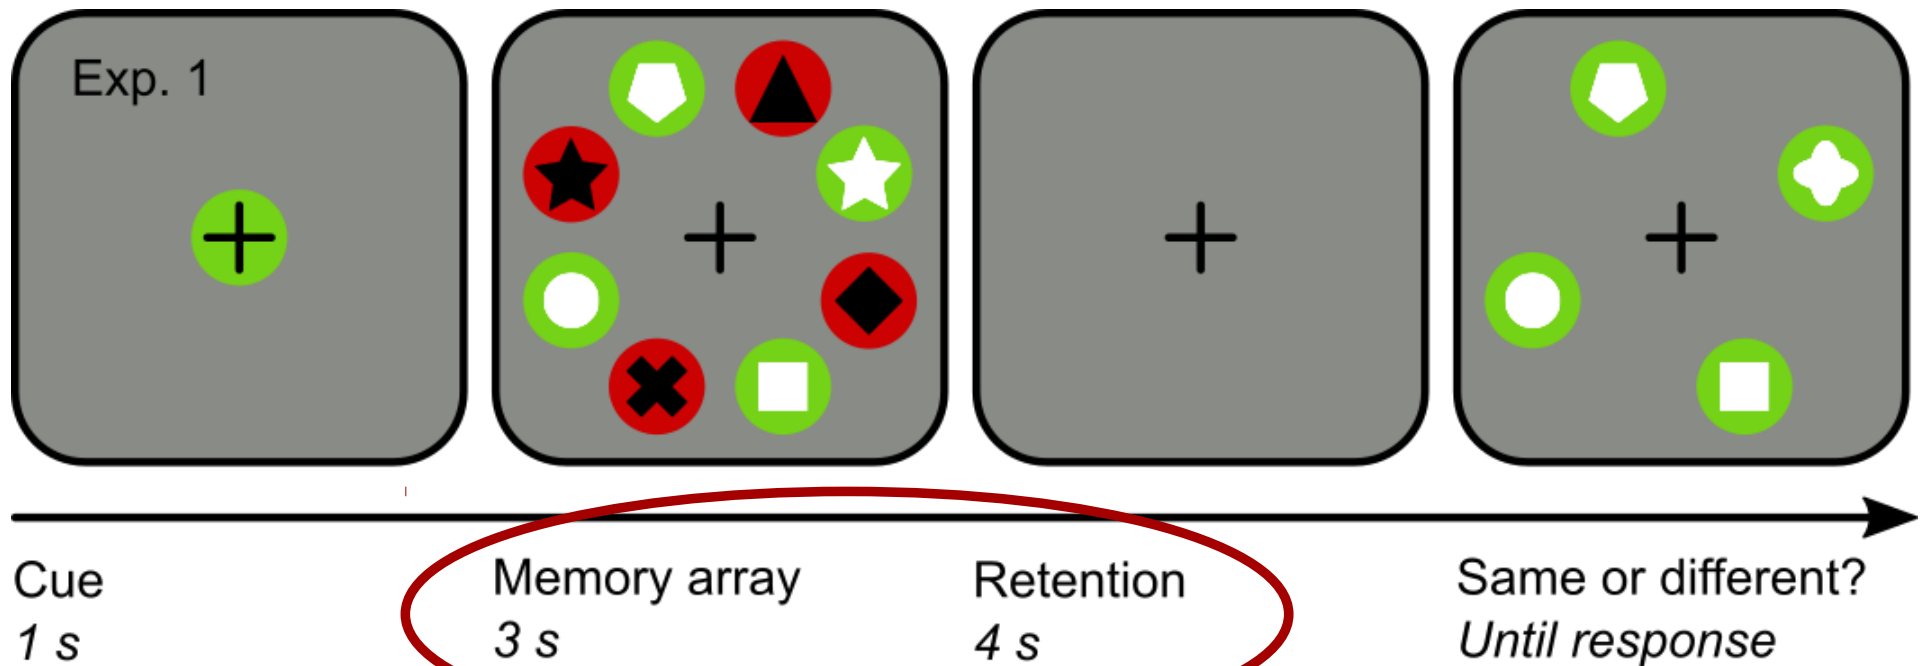 Exp. 1
Cue
1 s
Memory array
3 s
Retention
4 s
Same or different?
Until response